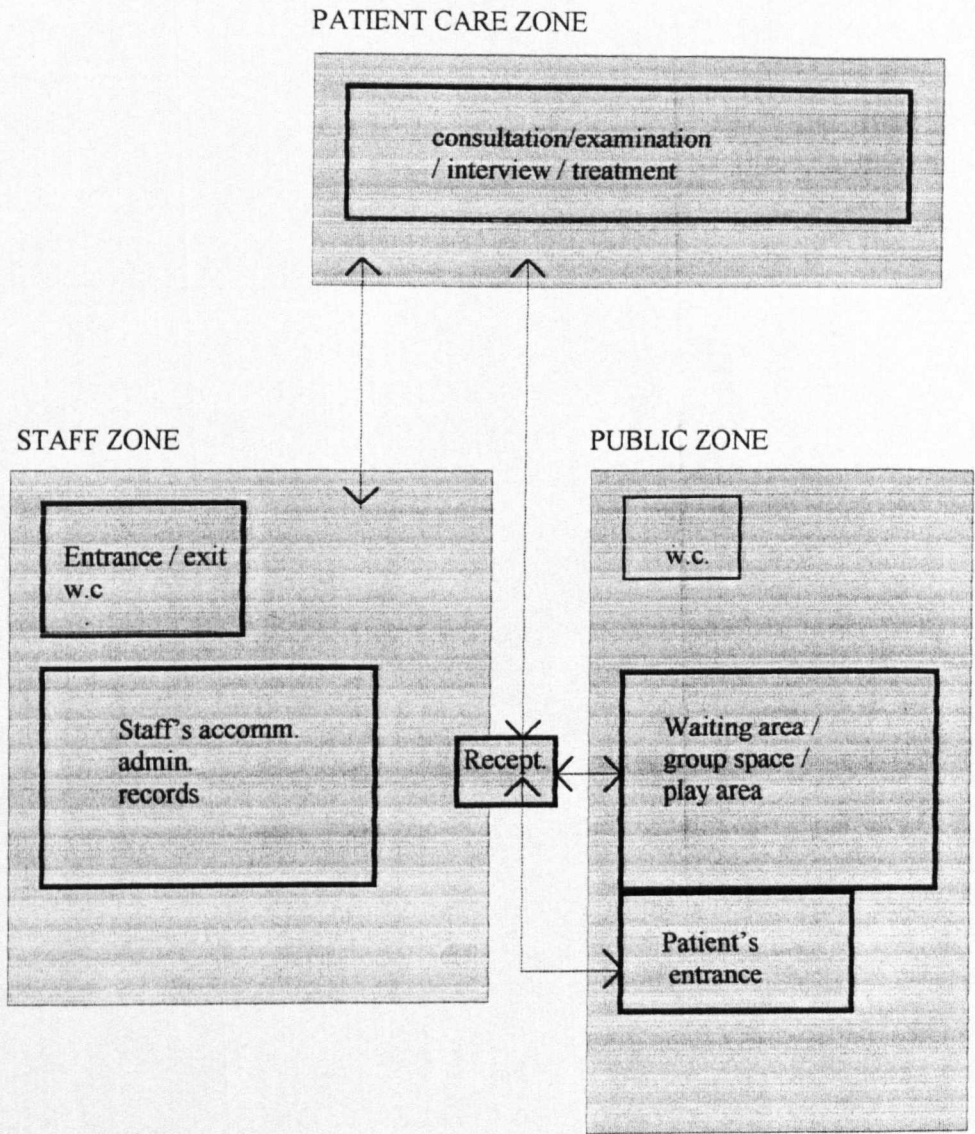 PATIENT CARE ZONE
consultation/examination
/ interview / treatment
STAFF ZONE
Entrance / exit
w.c
Staff's accomm.
admin.
records
Recept.
PUBLIC ZONE
w.c.
Waiting area /
group space /
play area
Patient's
entrance